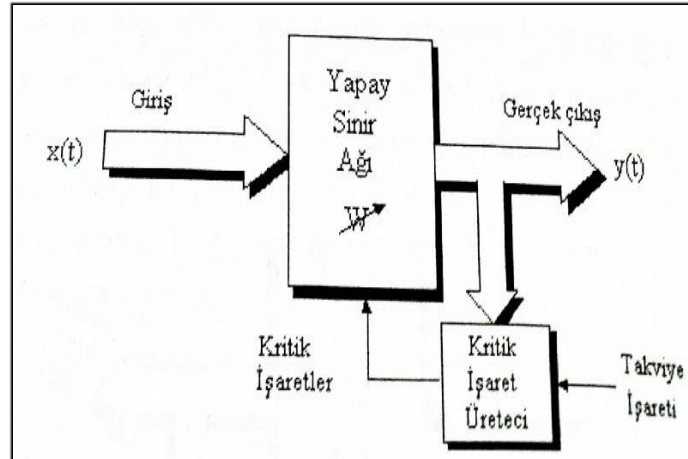 Giriş
x(t)
Yapay
Sinir
Ağı
W
Gerçek çıkış
y(t)
Kritik
İşaretler
Kritik
İşaret
Üreteci
Takviye
İşareti